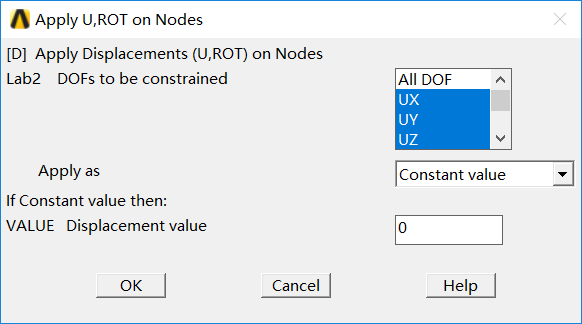 Apply U,ROT on Nodes
[D] Apply Displacements (U,ROT) on Nodes
Lab2 DOFs to be constrained
All DOF
UX
UY
UZ
Apply as
Constant value
If Constant value then:
VALUE Displacement value
0
OK
Cancel
Help